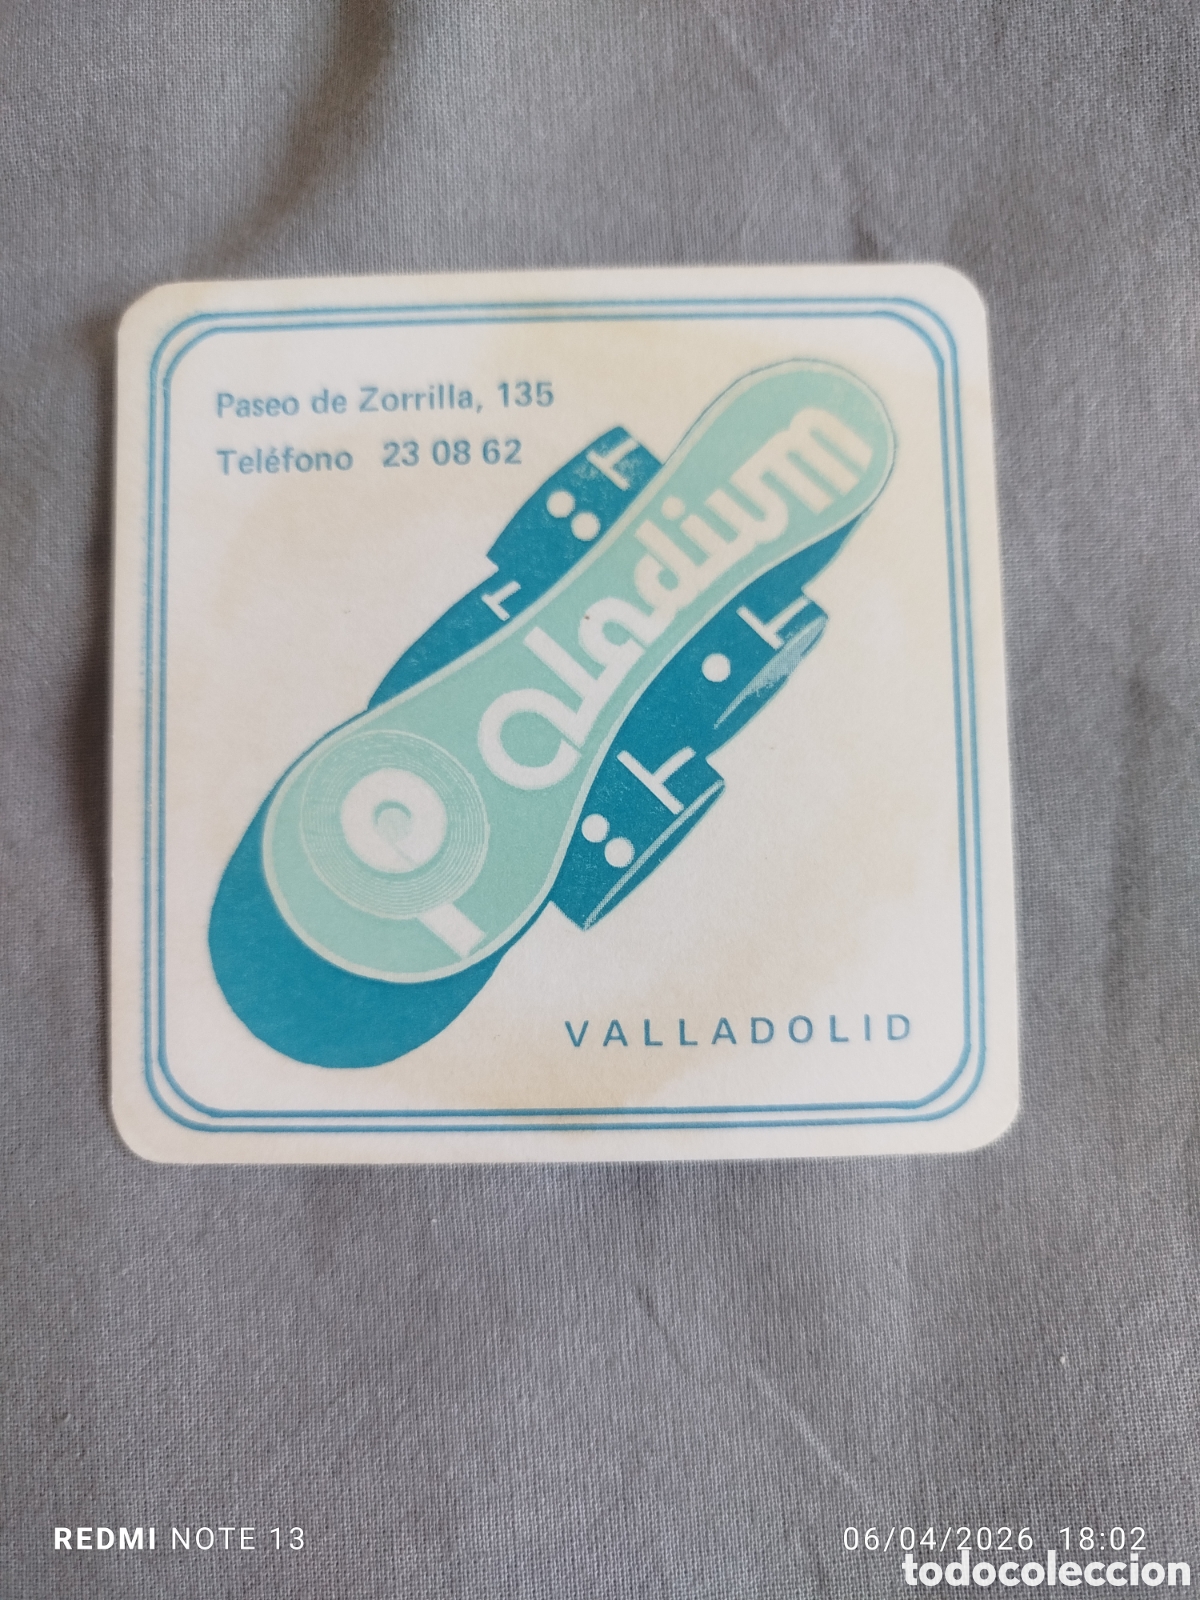 Paseo de Zorrilla, 135
Teléfono 23 08 62
Paladium
VALLADOLID
REDMI NOTE 13
06/04/2026 18:02
todocoleccion